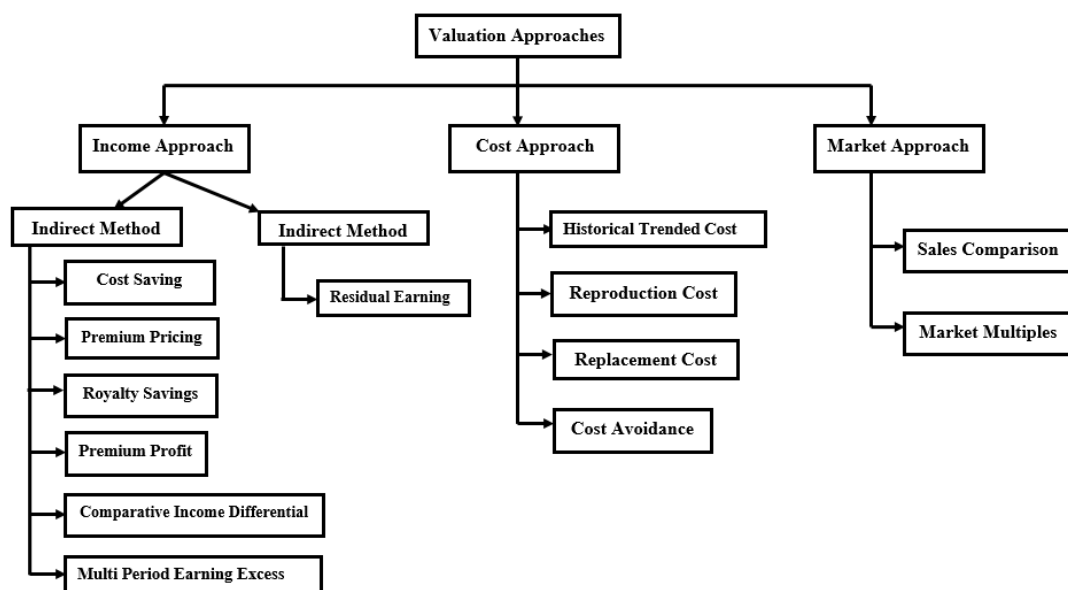 Valuation Approaches
Income Approach
Cost Approach
Market Approach
Indirect Method
Indirect Method
Cost Saving
Premium Pricing
Royalty Savings
Premium Profit
Comparative Income Differential
Multi Period Earning Excess
Residual Earning
Historical Trended Cost
Reproduction Cost
Replacement Cost
Cost Avoidance
Sales Comparison
Market Multiples